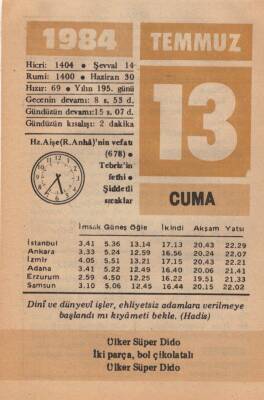 1984 TEMMUZ
Hicri: 1404 • Şevval 14
Rumi: 1400 • Haziran 30
Hızır: 69 • Yılın 195. günü
Gecenin devamı: 8 s. 53 d.
Gündüzün devamı:15 s. 07 d.
Gündüzün kısalışı: 2 dakika
13
Hz.Aişe(R.Anhâ)'nin vefatı
(678) •
Tebriz'in
fethi •
Şiddetli
sıcaklar
CUMA
İmsak Güneş Öğle İkindi Akşam Yatsı
İstanbul 3.41 5.36 13.14 17.13 20.43 22.29
Ankara 3.33 5.24 12.59 16.56 20.24 22.07
İzmir 4.05 5.51 13.21 17.15 20.43 22.21
Adana 3.41 5.22 12.49 16.40 20.06 21.41
Erzurum 2.59 4.50 12.25 16.22 19.51 21.33
Samsun 3.10 5.06 12.45 16.44 20.15 22.02
Dinî ve dünyevî işler, ehliyetsiz adamlara verilmeye
başlandı mı kıyâmeti bekle. (Hadis)
Ülker Süper Dido
İki parça, bol çikolatalı
Ülker Süper Dido